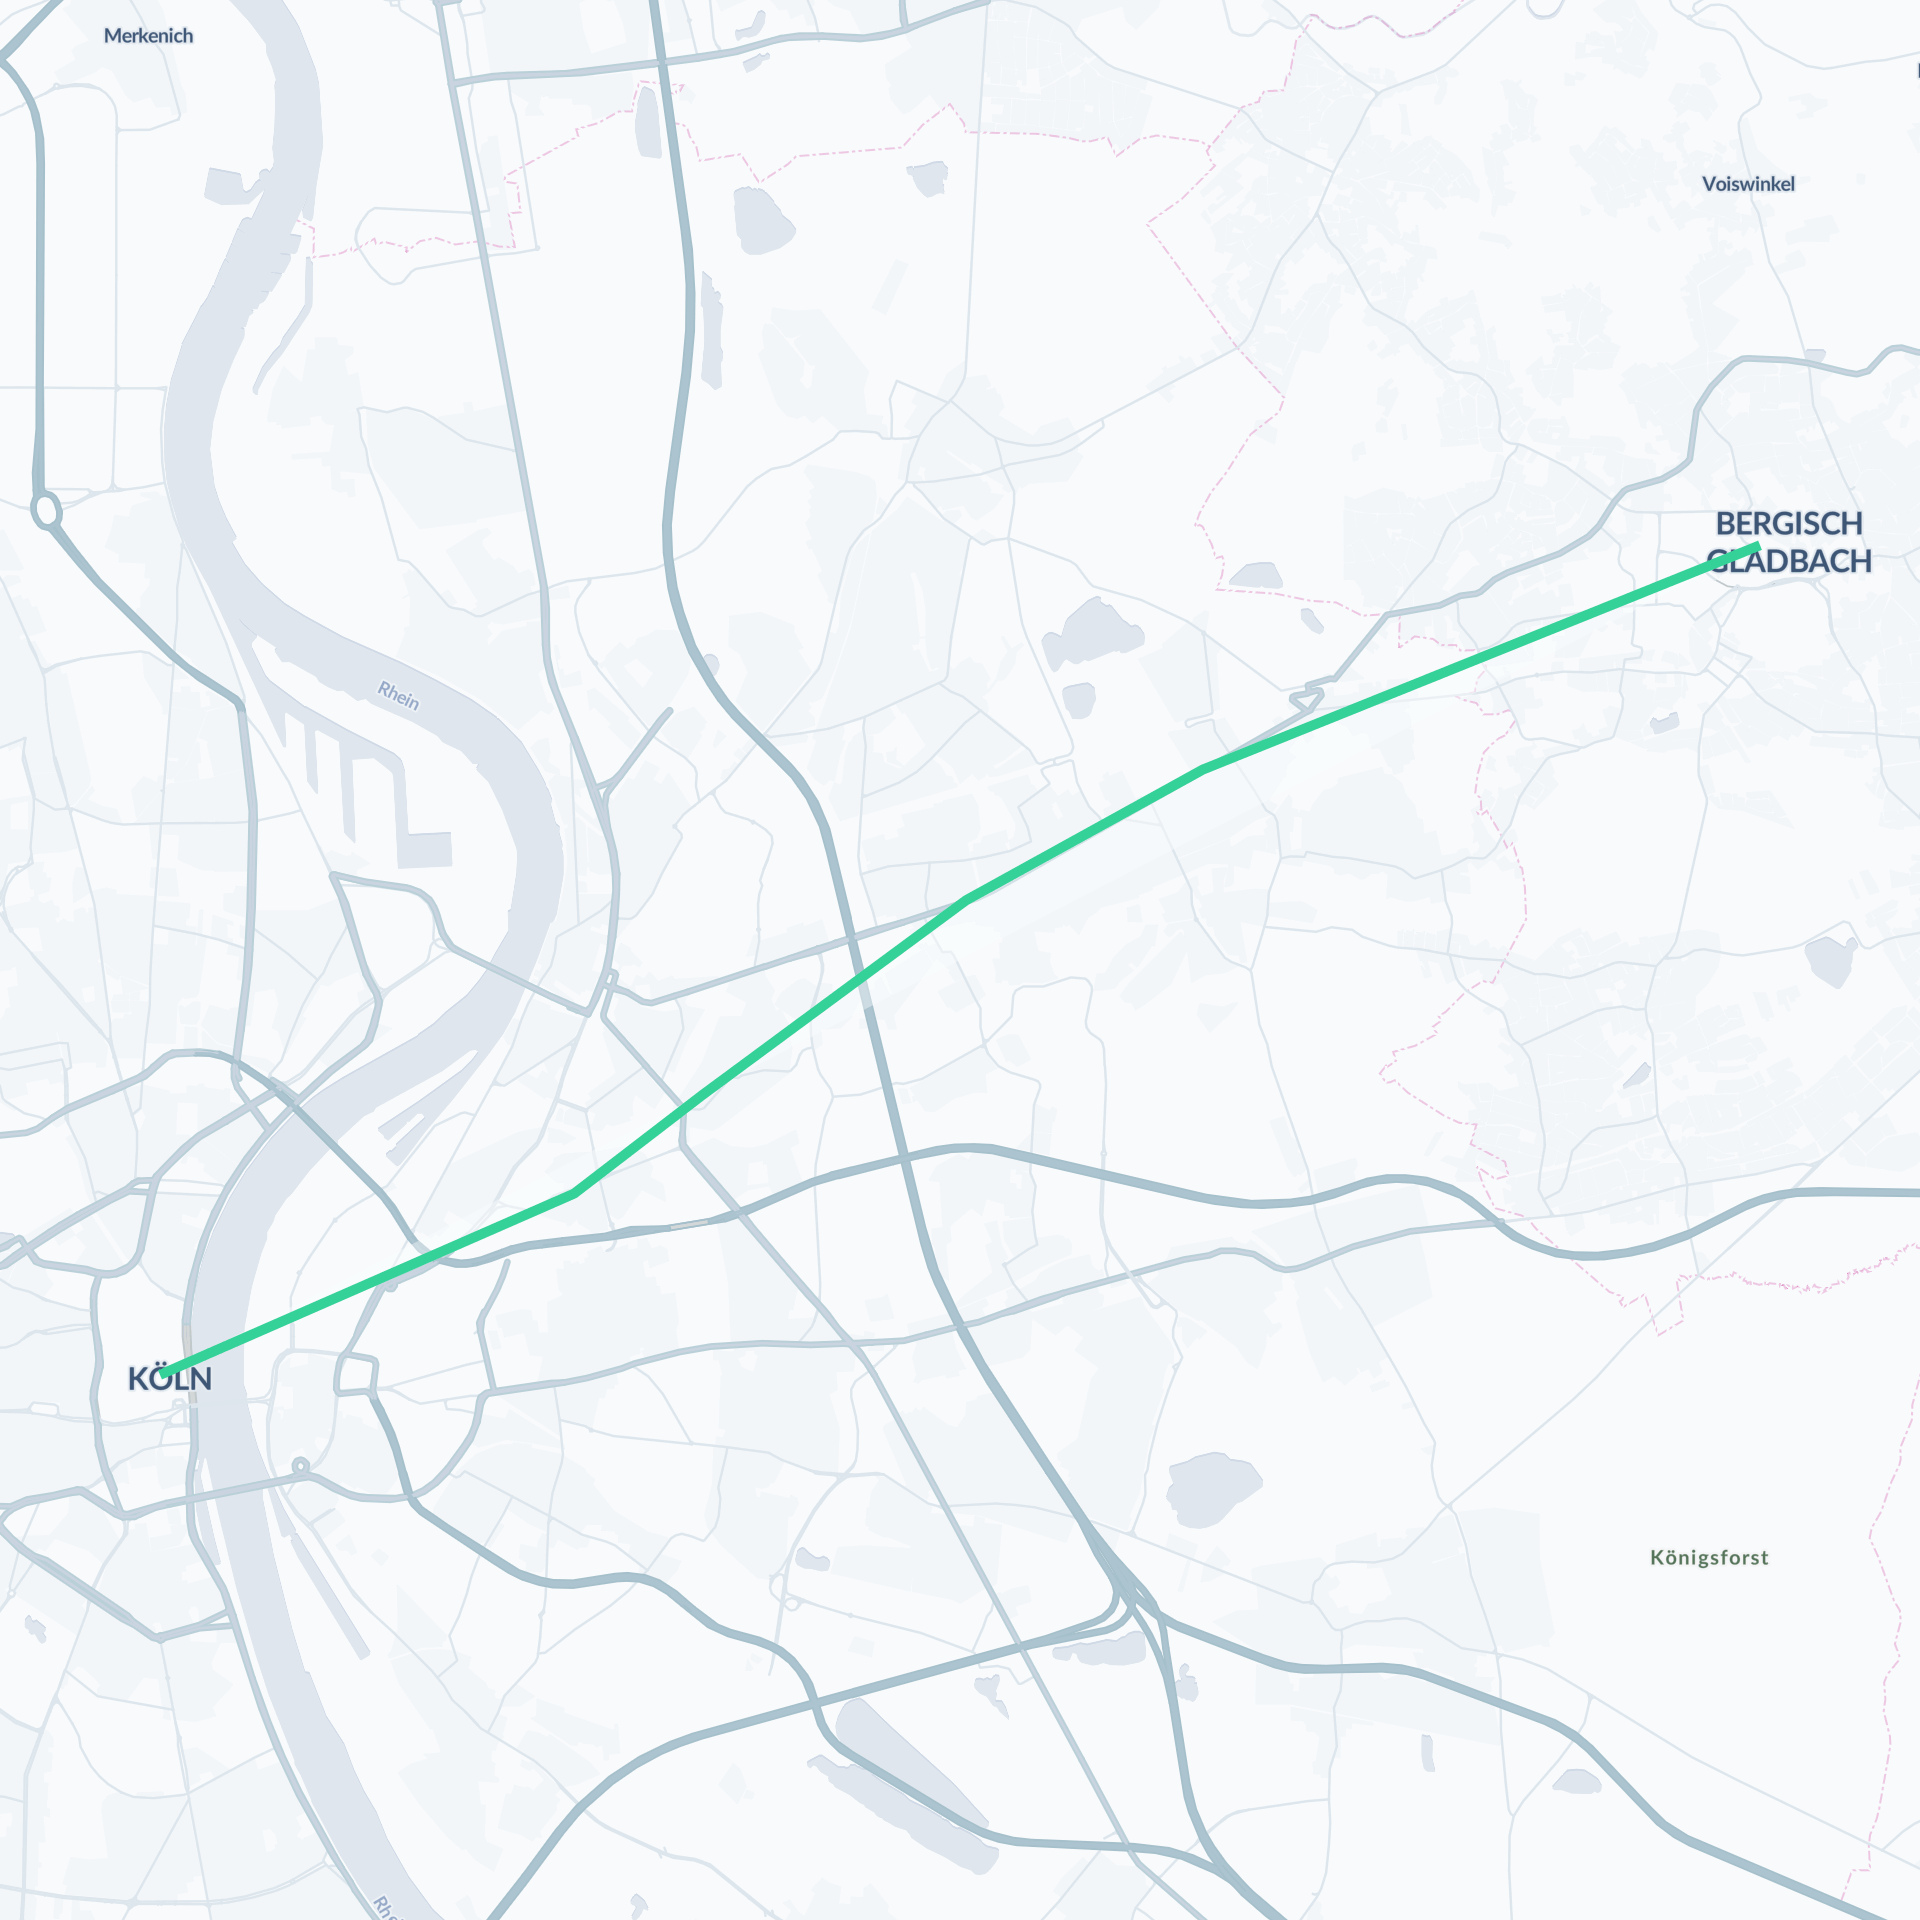 Merkenich
Voiswinkel
BERGISCH
GLADBACH
Rhein
KÖLN
Königsforst